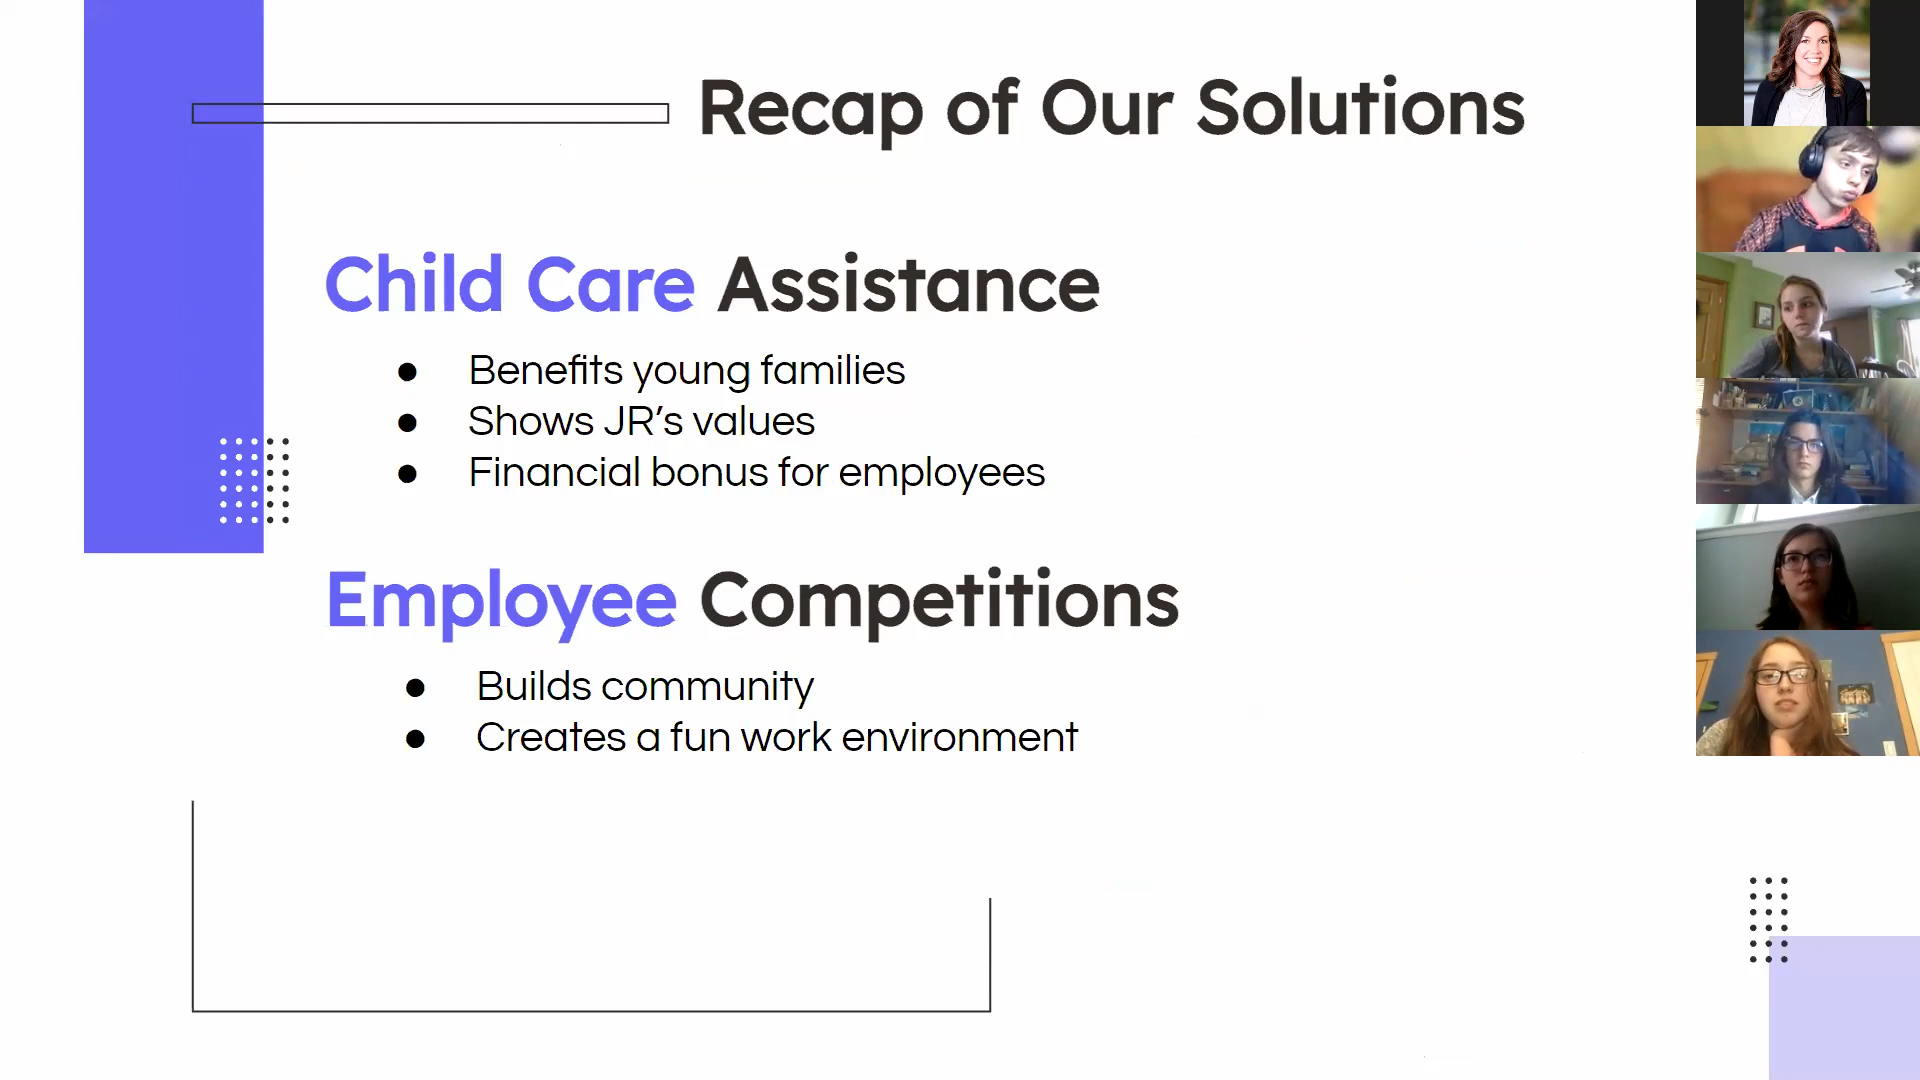 Recap of Our Solutions
Child Care Assistance
● Benefits young families
● Shows JR’s values
● Financial bonus for employees
Employee Competitions
● Builds community
● Creates a fun work environment